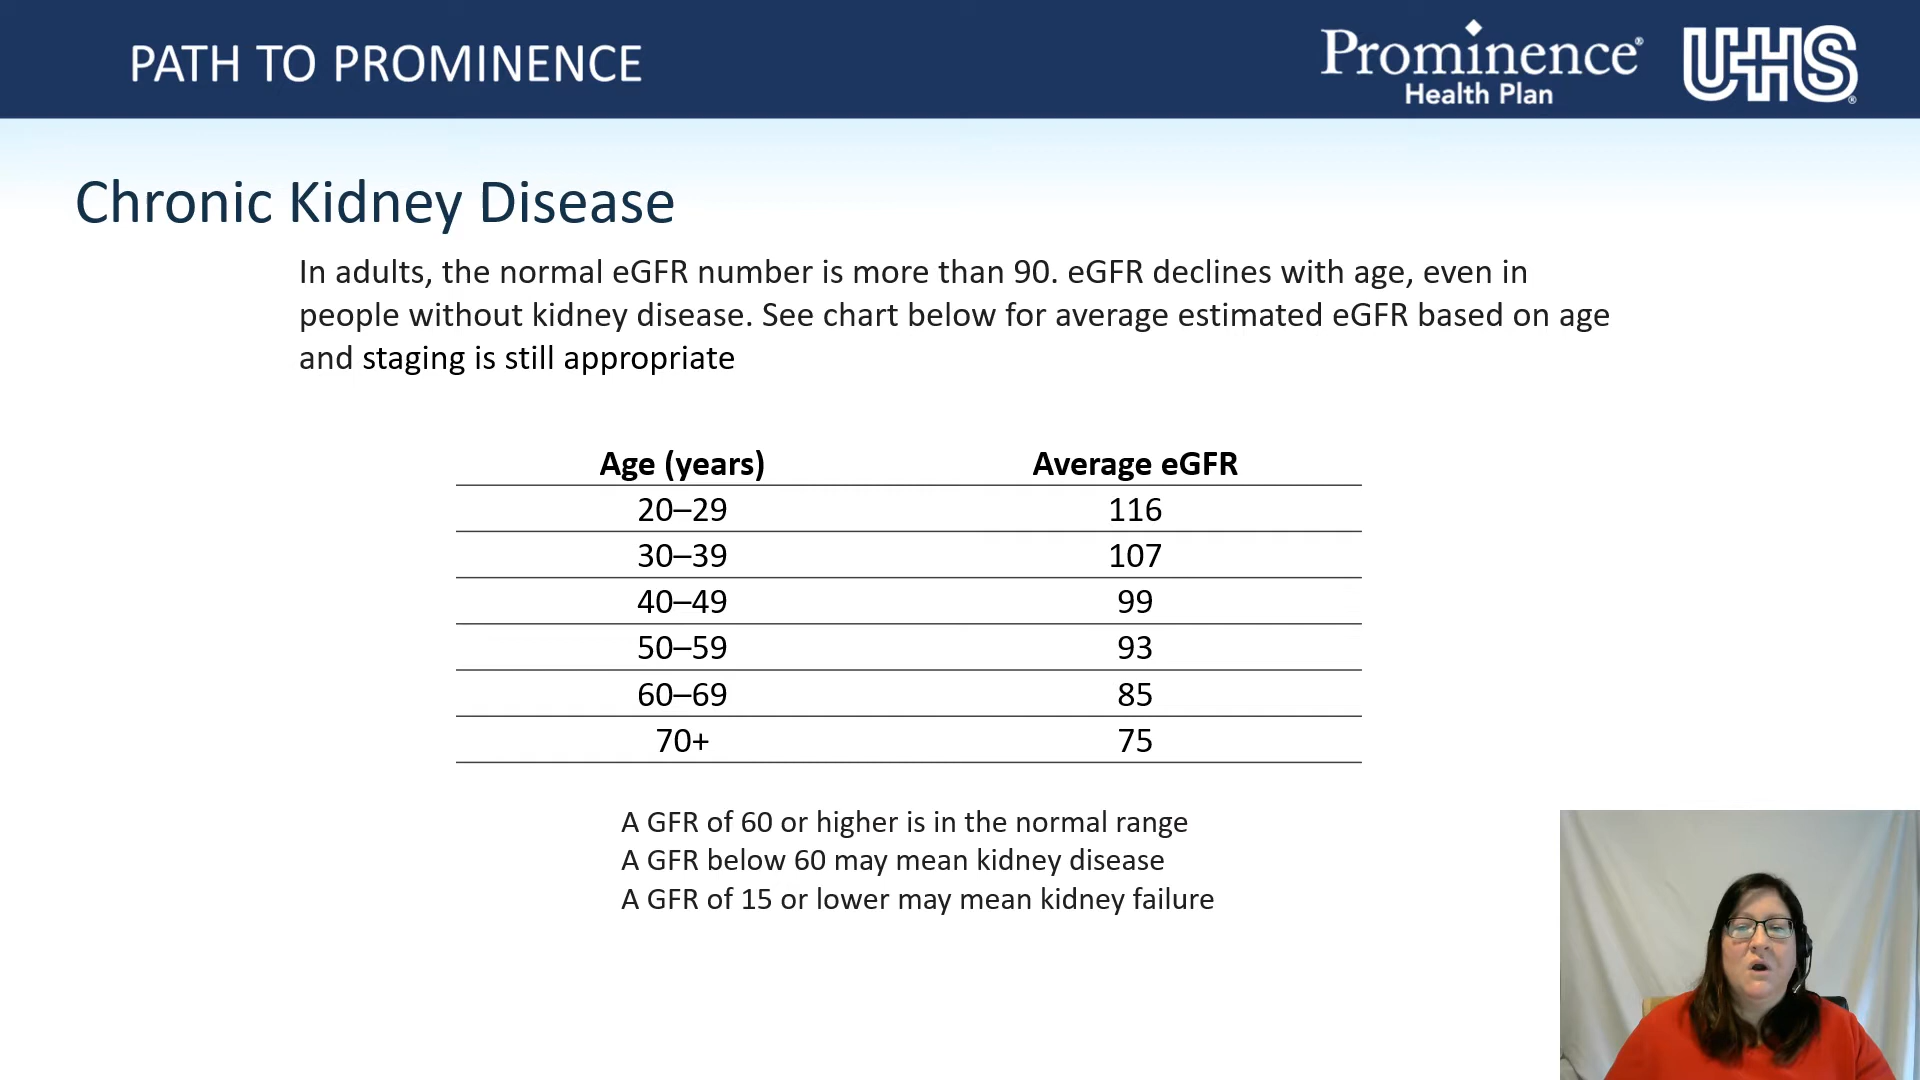 PATH TO PROMINENCE
Prominence®
Health Plan
UHS®
Chronic Kidney Disease
In adults, the normal eGFR number is more than 90. eGFR declines with age, even in
people without kidney disease. See chart below for average estimated eGFR based on age
and staging is still appropriate
Age (years) Average eGFR
20–29 116
30–39 107
40–49 99
50–59 93
60–69 85
70+ 75
A GFR of 60 or higher is in the normal range
A GFR below 60 may mean kidney disease
A GFR of 15 or lower may mean kidney failure